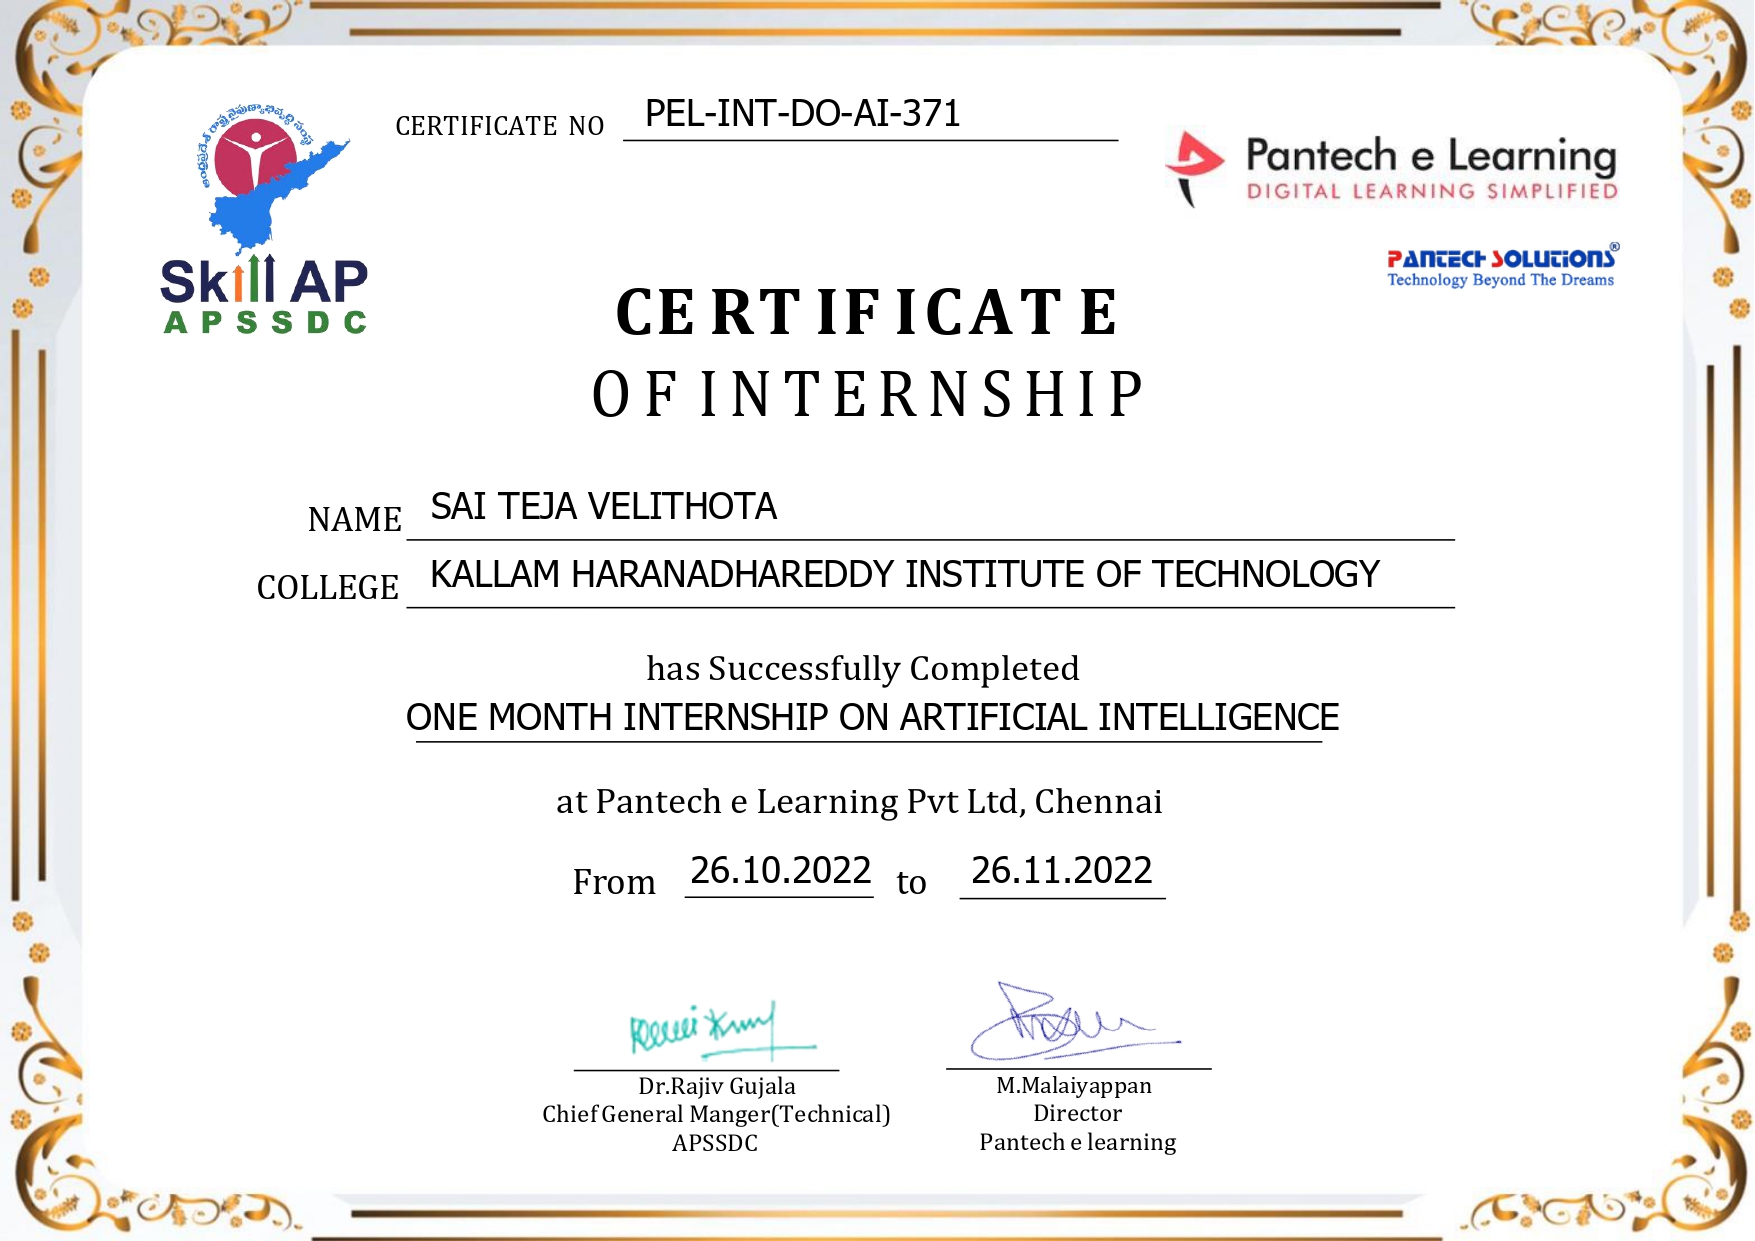 ఆంధ్రప్రదేశ్ రాష్ట్ర నైపుణ్యాభివృద్ధి సంస్థ
Skill AP
APSSDC
CERTIFICATE NO PEL-INT-DO-AI-371
Pantech e Learning
DIGITAL LEARNING SIMPLIFIED
PANTECH SOLUTIONS®
Technology Beyond The Dreams
CERTIFICATE
OF INTERNSHIP
NAME SAI TEJA VELITHOTA
COLLEGE KALLAM HARANADHAREDDY INSTITUTE OF TECHNOLOGY
has Successfully Completed
ONE MONTH INTERNSHIP ON ARTIFICIAL INTELLIGENCE
at Pantech e Learning Pvt Ltd, Chennai
From 26.10.2022 to 26.11.2022
Dr.Rajiv Gujala
Chief General Manger(Technical)
APSSDC
M.Malaiyappan
Director
Pantech e learning